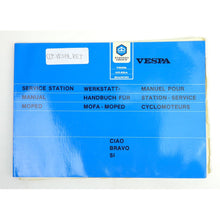 VESPA
SERVICE STATION WERKSTATT- MANUEL POUR
MANUAL HANDBUCH FÜR STATION-SERVICE
MOPED MOFA-MOPED CYCLOMOTEURS
CIAO
BRAVO
SI